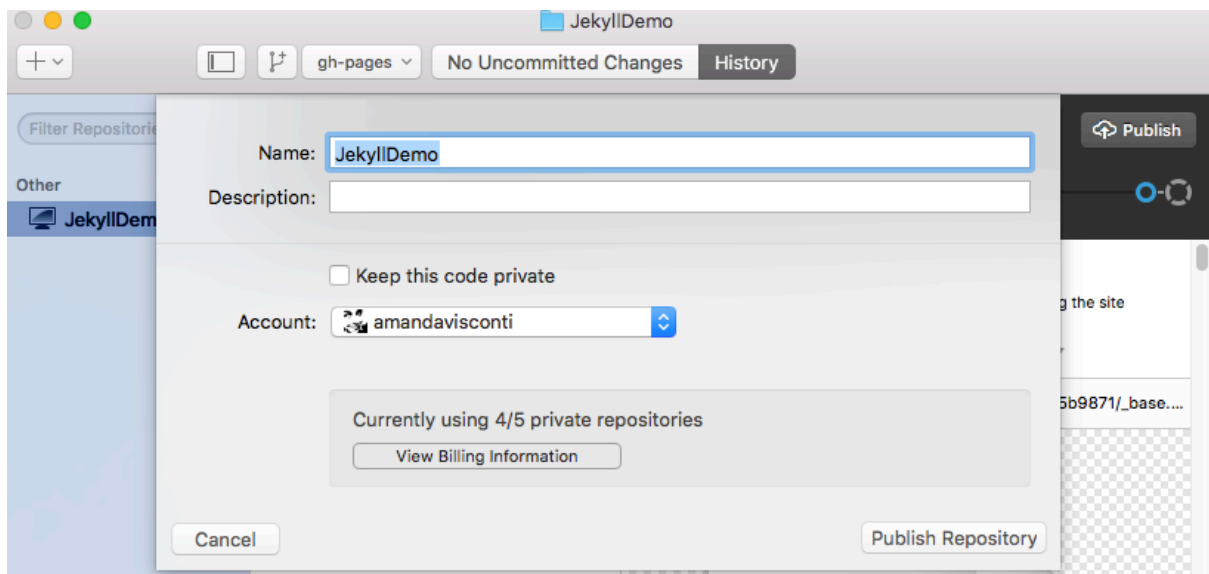 JekyllDemo
gh-pages No Uncommitted Changes History
Filter Repositorie
Publish
Name: JekyllDemo
Other
Description:
JekyllDem
Keep this code private
g the site
Account: amandavisconti
5b9871/_base....
Currently using 4/5 private repositories
View Billing Information
Cancel Publish Repository